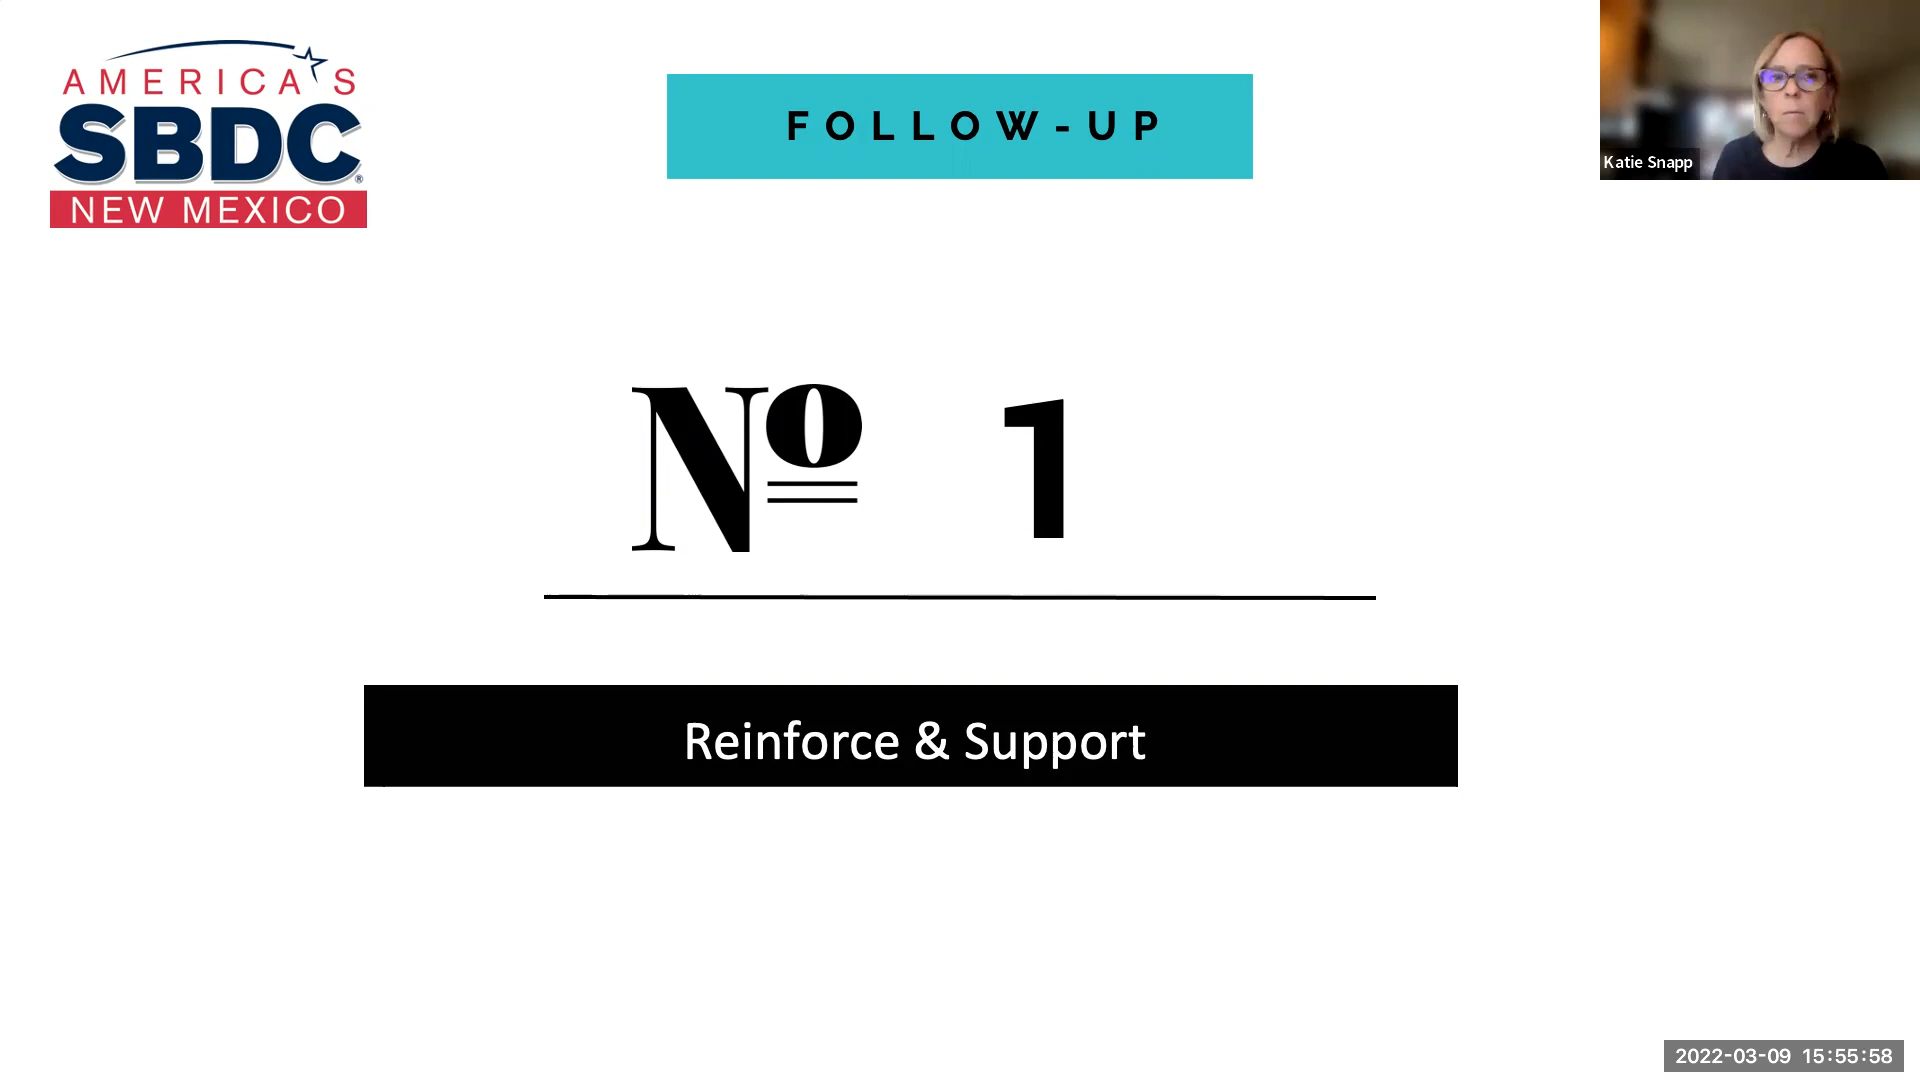 AMERICA'S
SBDC
®
NEW MEXICO
FOLLOW-UP
Katie Snapp
Nº 1
Reinforce & Support
2022-03-09 15:55:58